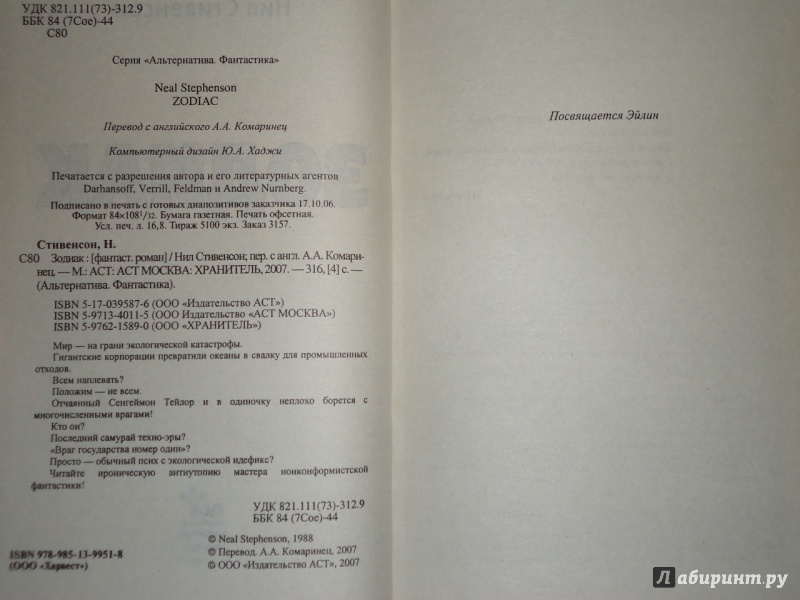 УДК 821.111(73)-312.9
ББК 84 (7Сое)-44
С80
Серия «Альтернатива. Фантастика»
Neal Stephenson
ZODIAC
Перевод с английского А.А. Комаринец
Компьютерный дизайн Ю.А. Хаджи
Печатается с разрешения автора и его литературных агентов
Darhansoff, Verrill, Feldman и Andrew Nurnberg.
Подписано в печать с готовых диапозитивов заказчика 17.10.06.
Формат 84×108 1/32. Бумага газетная. Печать офсетная.
Усл. печ. л. 16,8. Тираж 5100 экз. Заказ 3157.
Стивенсон, Н.
С80 Зодиак : [фантаст. роман] / Нил Стивенсон; пер. с англ. А.А. Комари-
нец. — М.: АСТ: АСТ МОСКВА: ХРАНИТЕЛЬ, 2007. — 316, [4] с. —
(Альтернатива. Фантастика).
ISBN 5-17-039587-6 (ООО «Издательство АСТ»)
ISBN 5-9713-4011-5 (ООО Издательство «АСТ МОСКВА»)
ISBN 5-9762-1589-0 (ООО «ХРАНИТЕЛЬ»)
Мир — на грани экологической катастрофы.
Гигантские корпорации превратили океаны в свалку для промышленных
отходов.
Всем наплевать?
Положим — не всем.
Отчаянный Сенгеймон Тейлор и в одиночку неплохо борется с
многочисленными врагами!
Кто он?
Последний самурай техно-эры?
«Враг государства номер один»?
Просто — обычный псих с экологической идефикс?
Читайте ироническую антиутопию мастера нонконформистской
фантастики!
УДК 821.111(73)-312.9
ББК 84 (7Сое)-44
© Neal Stephenson, 1988
ISBN 978-985-13-9951-8
© Перевод. А.А. Комаринец, 2007
(ООО «Харвест»)
© ООО «Издательство АСТ», 2007
Посвящается Эйлин
Лабиринт.ру